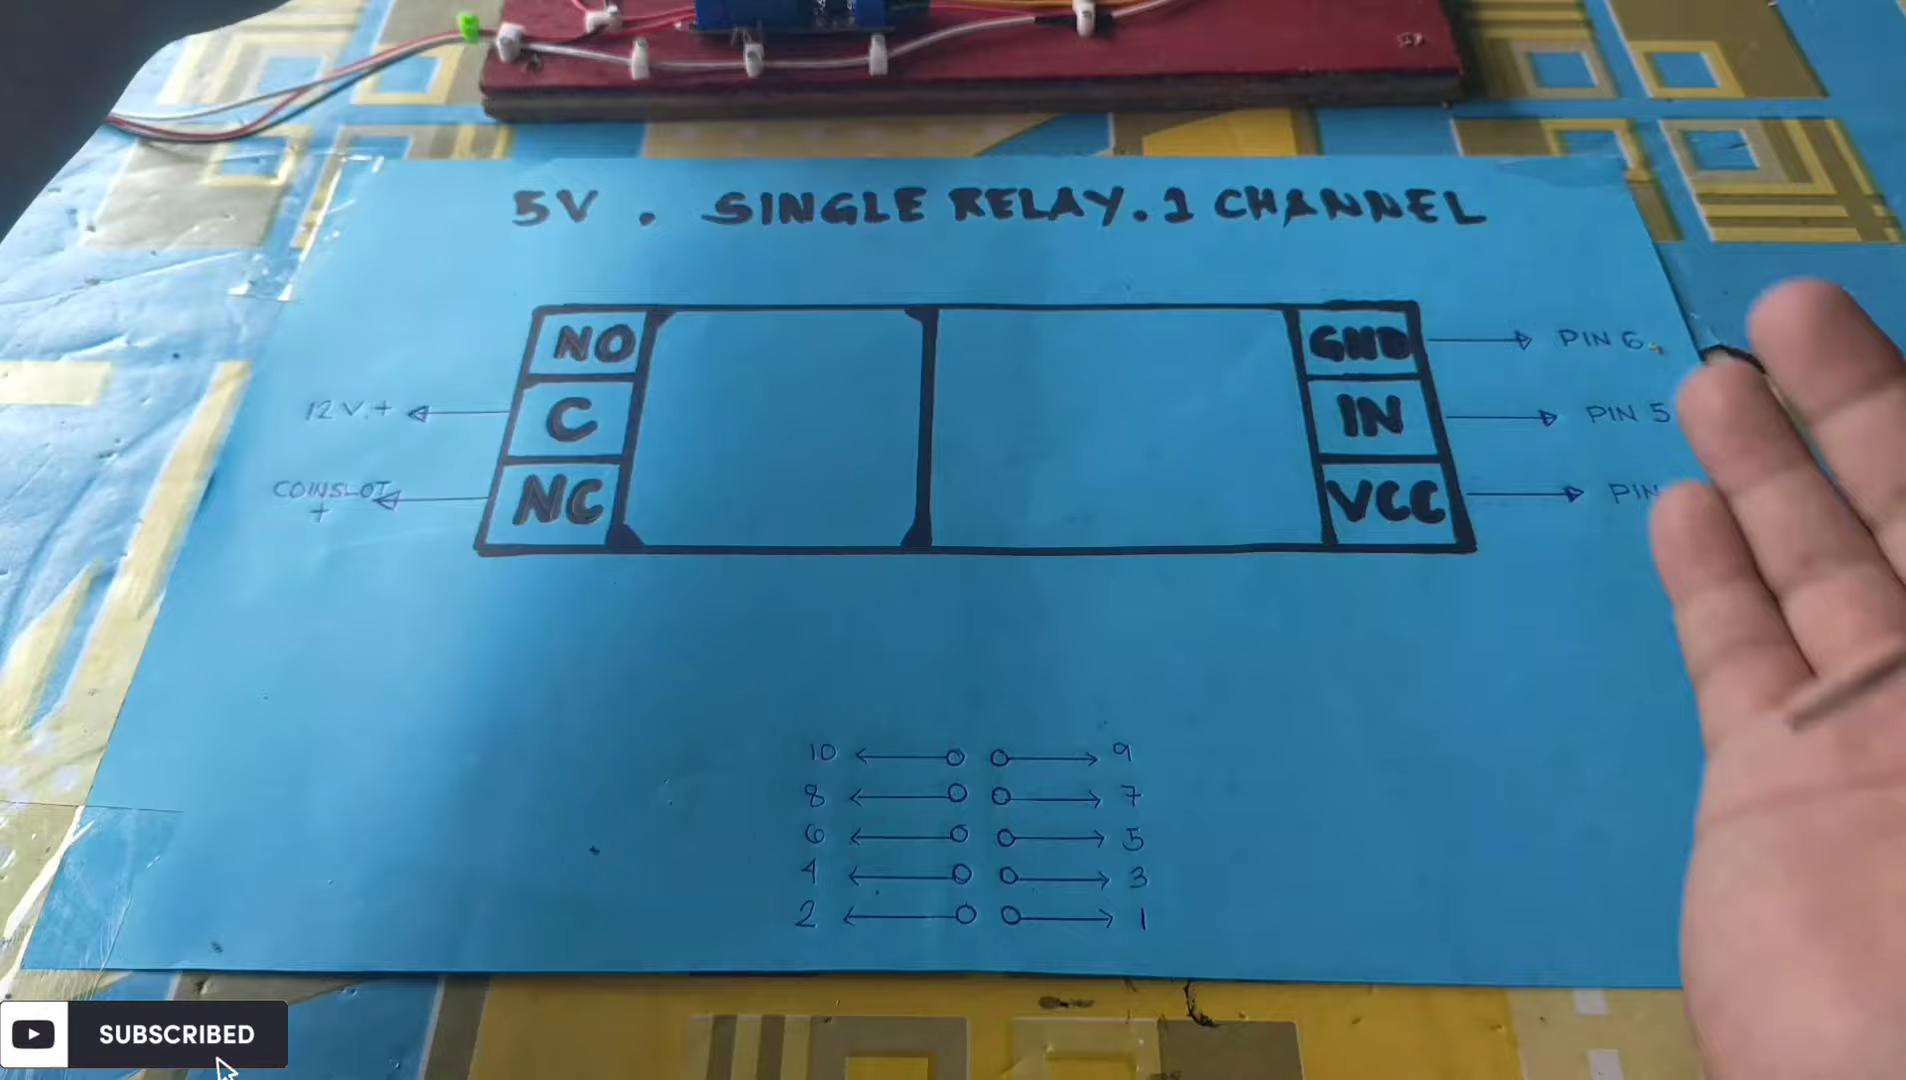 5V . SINGLE RELAY . 1 CHANNEL
NO
GND
PIN 6
12V.+
C
IN
PIN 5
COINSLOT
+
NC
VCC
PIN
10 9
8 7
6 5
4 3
2 1
SUBSCRIBED